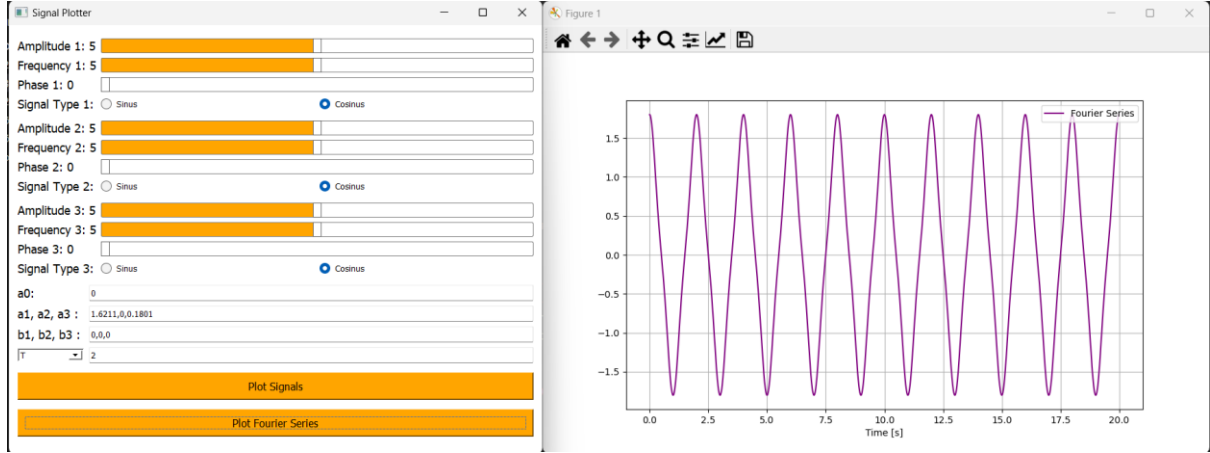 Signal Plotter
Amplitude 1: 5
Frequency 1: 5
Phase 1: 0
Signal Type 1: Sinus Cosinus
Amplitude 2: 5
Frequency 2: 5
Phase 2: 0
Signal Type 2: Sinus Cosinus
Amplitude 3: 5
Frequency 3: 5
Phase 3: 0
Signal Type 3: Sinus Cosinus
a0: 0
a1, a2, a3 : 1.6211,0,0.1801
b1, b2, b3 : 0,0,0
T 2
Plot Signals
Plot Fourier Series
Figure 1
Fourier Series
1.5
1.0
0.5
0.0
−0.5
−1.0
−1.5
0.0 2.5 5.0 7.5 10.0 12.5 15.0 17.5 20.0
Time [s]